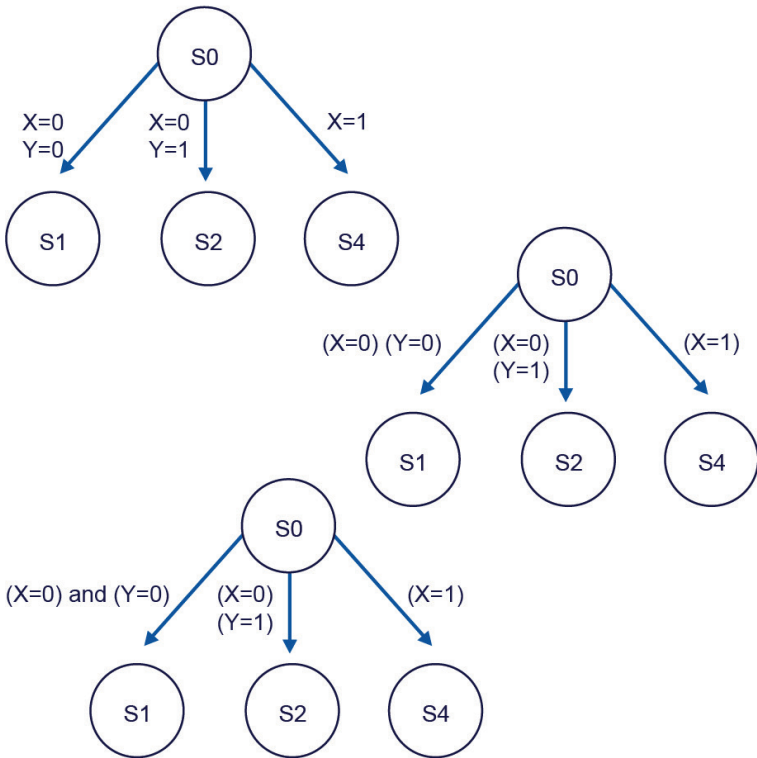 S0
X=0
Y=0
X=0
Y=1
X=1
S1
S2
S4
S0
(X=0) (Y=0)
(X=0)
(Y=1)
(X=1)
S1
S2
S4
S0
(X=0) and (Y=0)
(X=0)
(Y=1)
(X=1)
S1
S2
S4